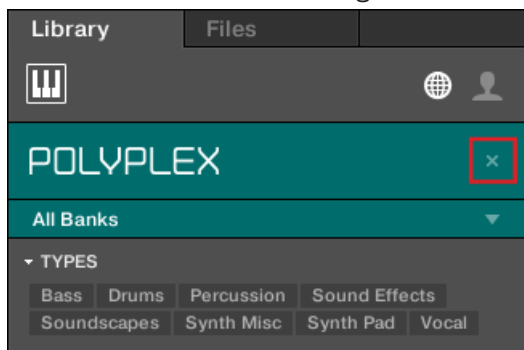 Library Files
POLYPLEX ×
All Banks
TYPES
Bass Drums Percussion Sound Effects
Soundscapes Synth Misc Synth Pad Vocal